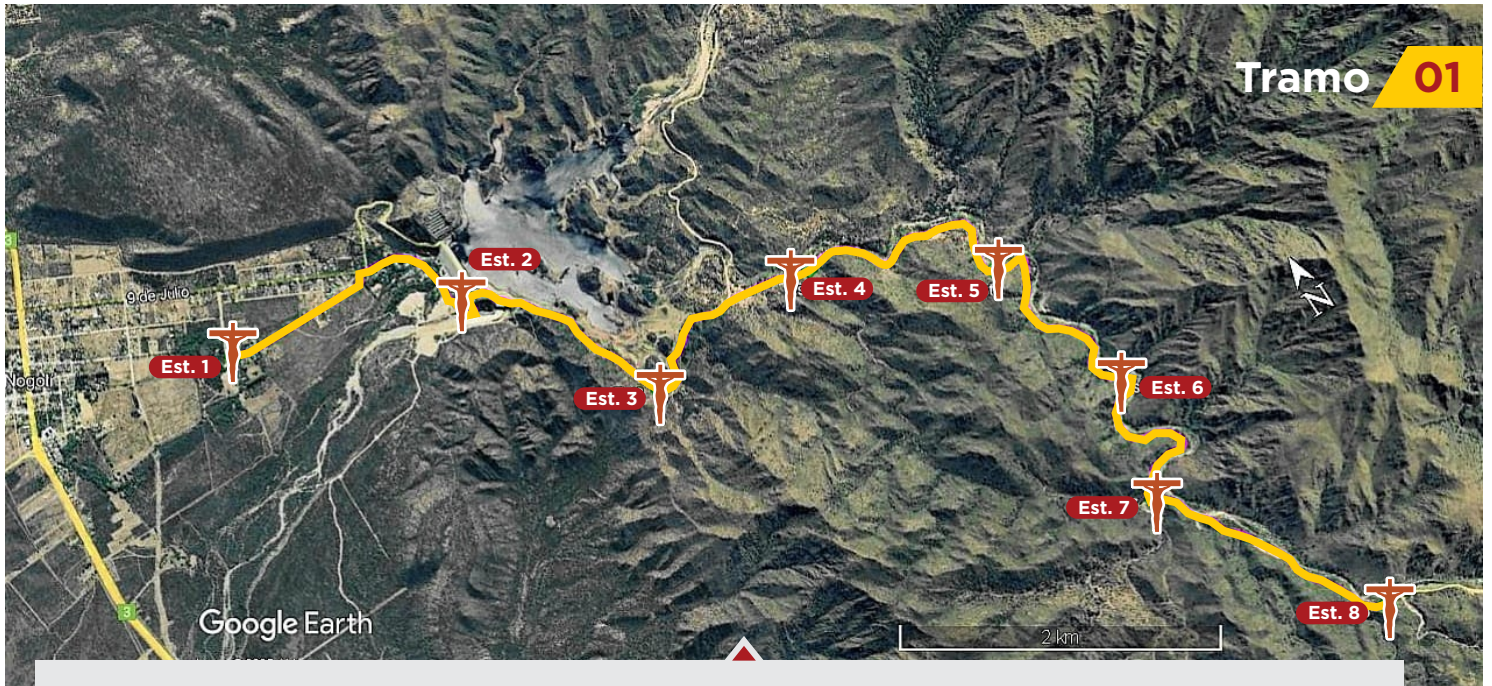 Tramo 01
3
Est. 2
9 de Julio
Est. 4
Est. 5
Est. 1
Nogolí
Est. 3
Est. 6
N
Est. 7
3
Est. 8
Google Earth
2 km